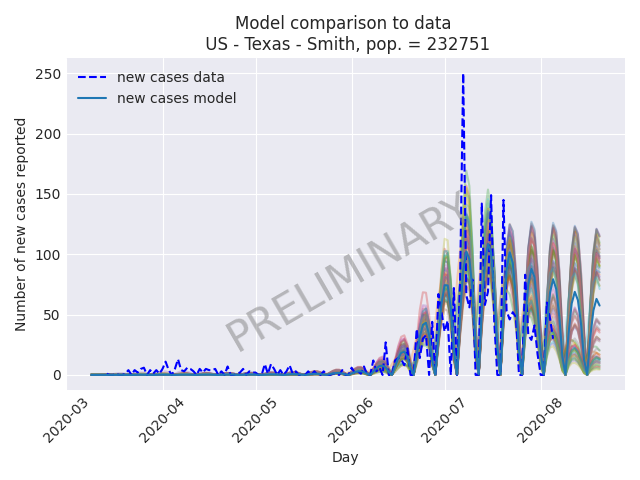 Model comparison to data
US - Texas - Smith, pop. = 232751
new cases data
new cases model
Number of new cases reported
250
200
150
100
50
0
PRELIMINARY
2020-03
2020-04
2020-05
2020-06
2020-07
2020-08
Day